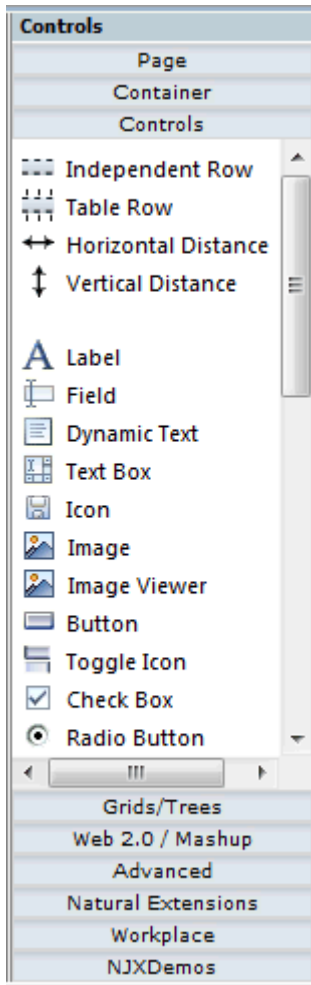 Controls
Page
Container
Controls
Independent Row
Table Row
Horizontal Distance
Vertical Distance
Label
Field
Dynamic Text
Text Box
Icon
Image
Image Viewer
Button
Toggle Icon
Check Box
Radio Button
Grids/Trees
Web 2.0 / Mashup
Advanced
Natural Extensions
Workplace
NJXDemos